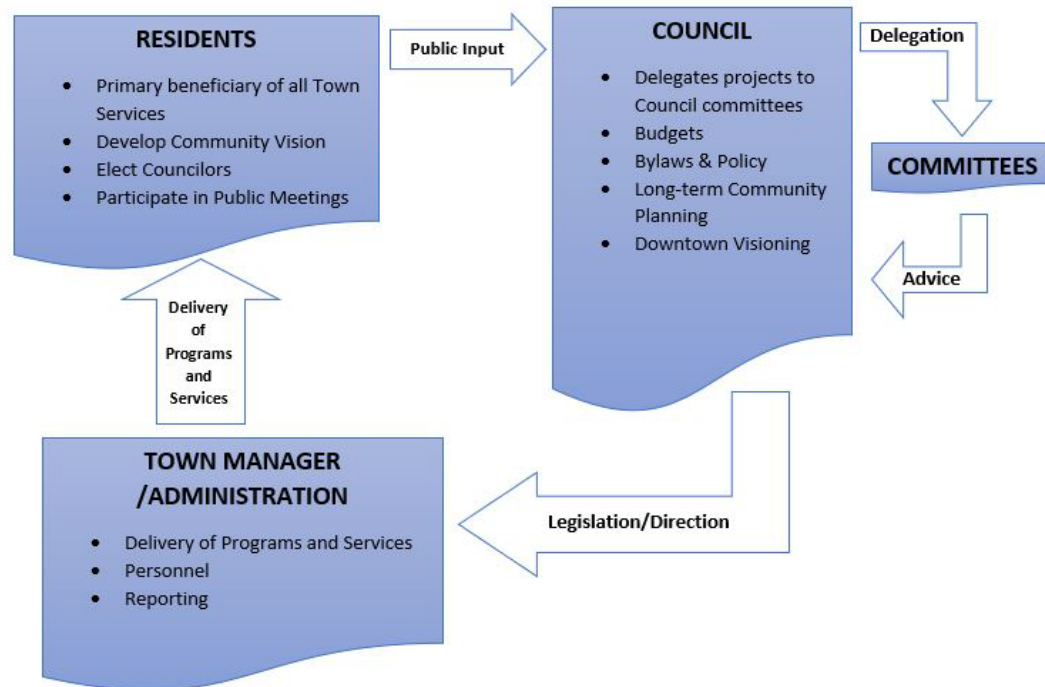 RESIDENTS
• Primary beneficiary of all Town
Services
• Develop Community Vision
• Elect Councilors
• Participate in Public Meetings
Public Input
COUNCIL
• Delegates projects to
Council committees
• Budgets
• Bylaws & Policy
• Long-term Community
Planning
• Downtown Visioning
Delegation
COMMITTEES
Advice
Legislation/Direction
TOWN MANAGER
/ADMINISTRATION
• Delivery of Programs and Services
• Personnel
• Reporting
Delivery
of
Programs
and
Services